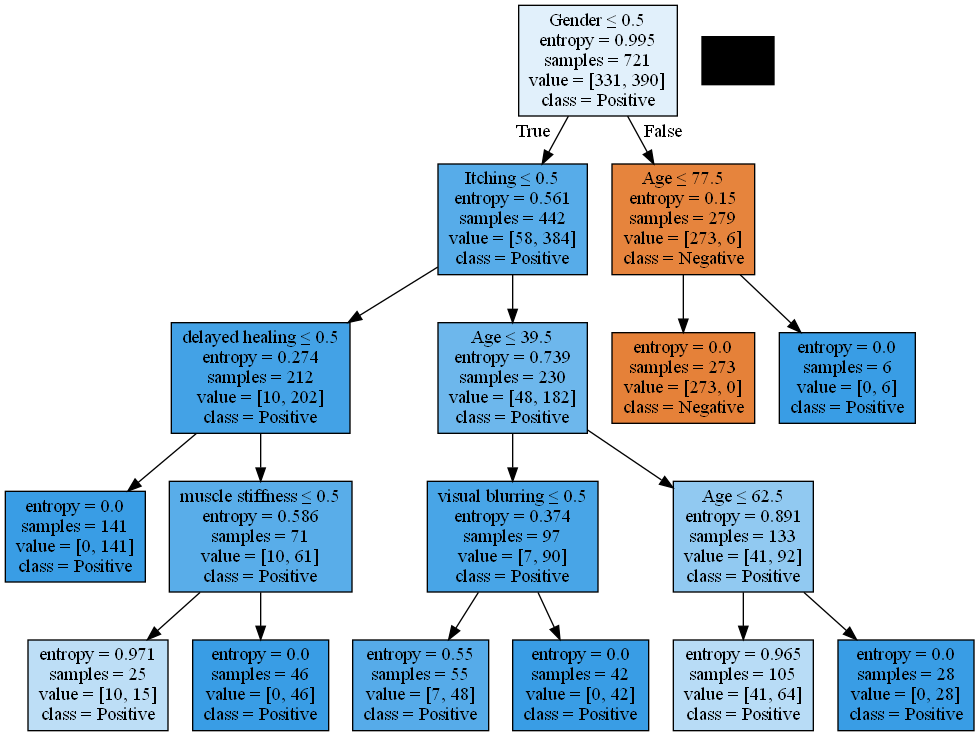 Gender ≤ 0.5
entropy = 0.995
samples = 721
value = [331, 390]
class = Positive
True
False
Itching ≤ 0.5
entropy = 0.561
samples = 442
value = [58, 384]
class = Positive
Age ≤ 77.5
entropy = 0.15
samples = 279
value = [273, 6]
class = Negative
delayed healing ≤ 0.5
entropy = 0.274
samples = 212
value = [10, 202]
class = Positive
Age ≤ 39.5
entropy = 0.739
samples = 230
value = [48, 182]
class = Positive
entropy = 0.0
samples = 273
value = [273, 0]
class = Negative
entropy = 0.0
samples = 6
value = [0, 6]
class = Positive
entropy = 0.0
samples = 141
value = [0, 141]
class = Positive
muscle stiffness ≤ 0.5
entropy = 0.586
samples = 71
value = [10, 61]
class = Positive
visual blurring ≤ 0.5
entropy = 0.374
samples = 97
value = [7, 90]
class = Positive
Age ≤ 62.5
entropy = 0.891
samples = 133
value = [41, 92]
class = Positive
entropy = 0.971
samples = 25
value = [10, 15]
class = Positive
entropy = 0.0
samples = 46
value = [0, 46]
class = Positive
entropy = 0.55
samples = 55
value = [7, 48]
class = Positive
entropy = 0.0
samples = 42
value = [0, 42]
class = Positive
entropy = 0.965
samples = 105
value = [41, 64]
class = Positive
entropy = 0.0
samples = 28
value = [0, 28]
class = Positive